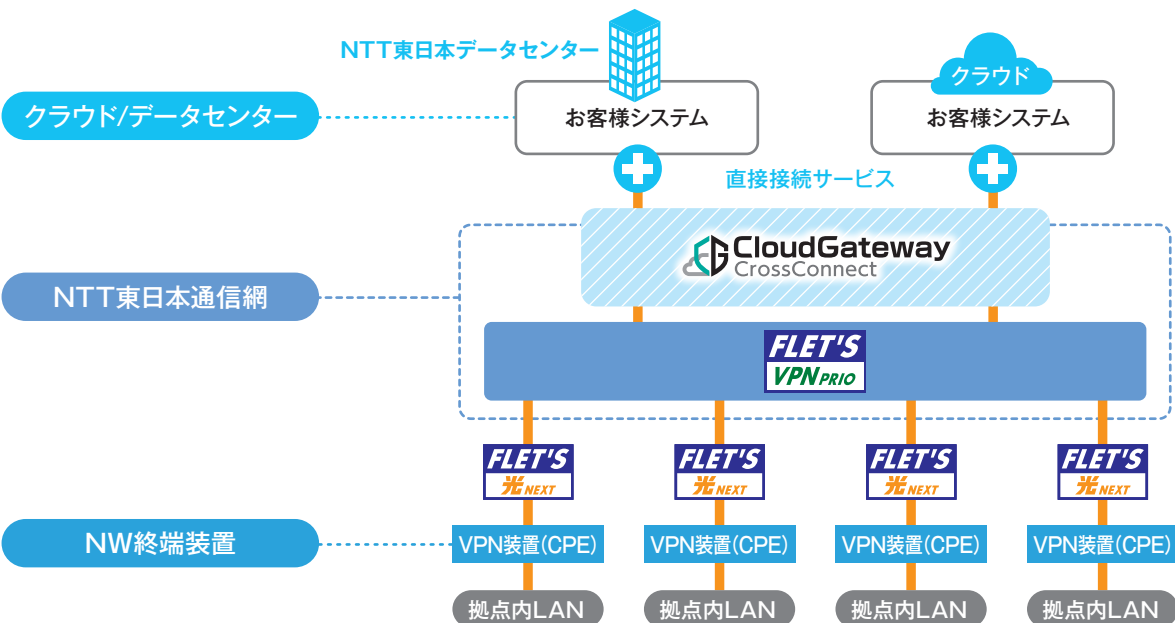 NTT東日本データセンター
クラウド
クラウド/データセンター
お客様システム
お客様システム
直接接続サービス
CloudGateway
CrossConnect
NTT東日本通信網
FLET'S
VPN PRIO
FLET'S
光 NEXT
FLET'S
光 NEXT
FLET'S
光 NEXT
FLET'S
光 NEXT
NW終端装置
VPN装置(CPE)
VPN装置(CPE)
VPN装置(CPE)
VPN装置(CPE)
拠点内LAN
拠点内LAN
拠点内LAN
拠点内LAN